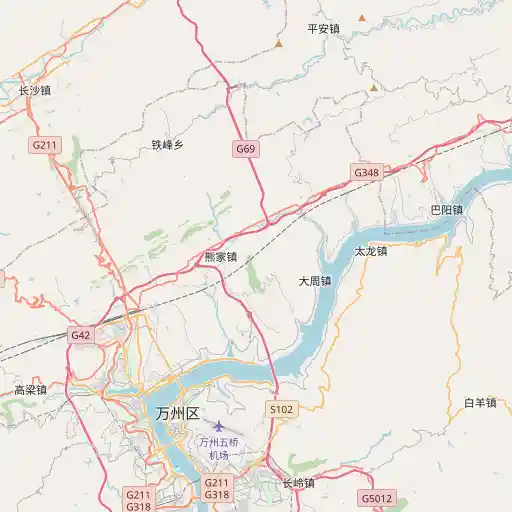 平安镇
长沙镇
G211
铁峰乡
G69
G348
巴阳镇
太龙镇
熊家镇
大周镇
G42
高梁镇
白羊镇
S102
万州区
万州五桥
机场
长岭镇
G211
G318
G211
G318
G5012